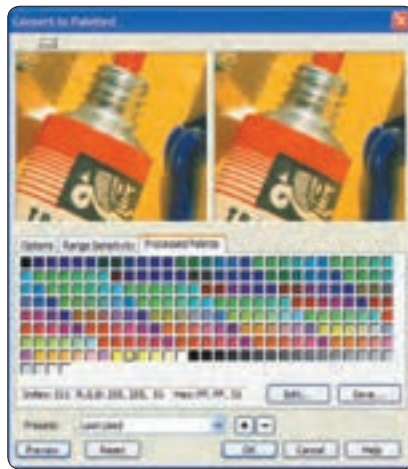 Convert to Paletted
Options Range Sensitivity Processed Palette
Presets: Last Used
Preview Reset OK Cancel Help
Edit... Save...